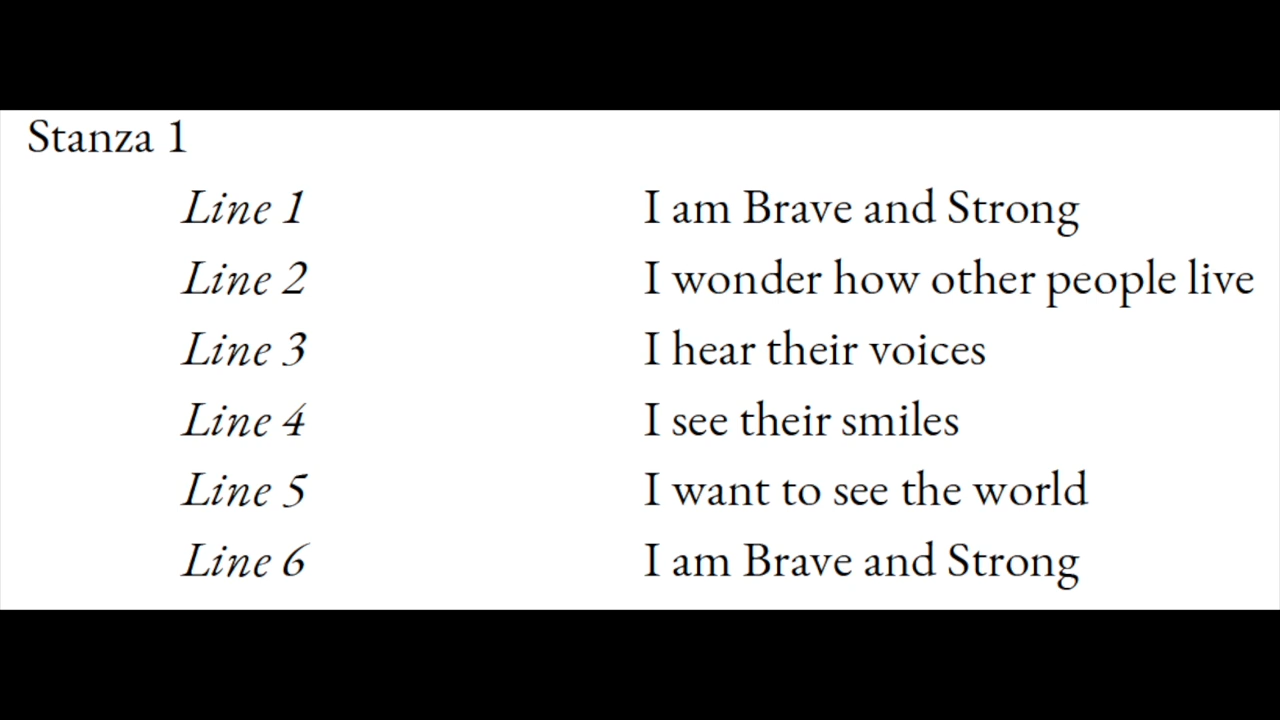 Stanza 1
Line 1 I am Brave and Strong
Line 2 I wonder how other people live
Line 3 I hear their voices
Line 4 I see their smiles
Line 5 I want to see the world
Line 6 I am Brave and Strong